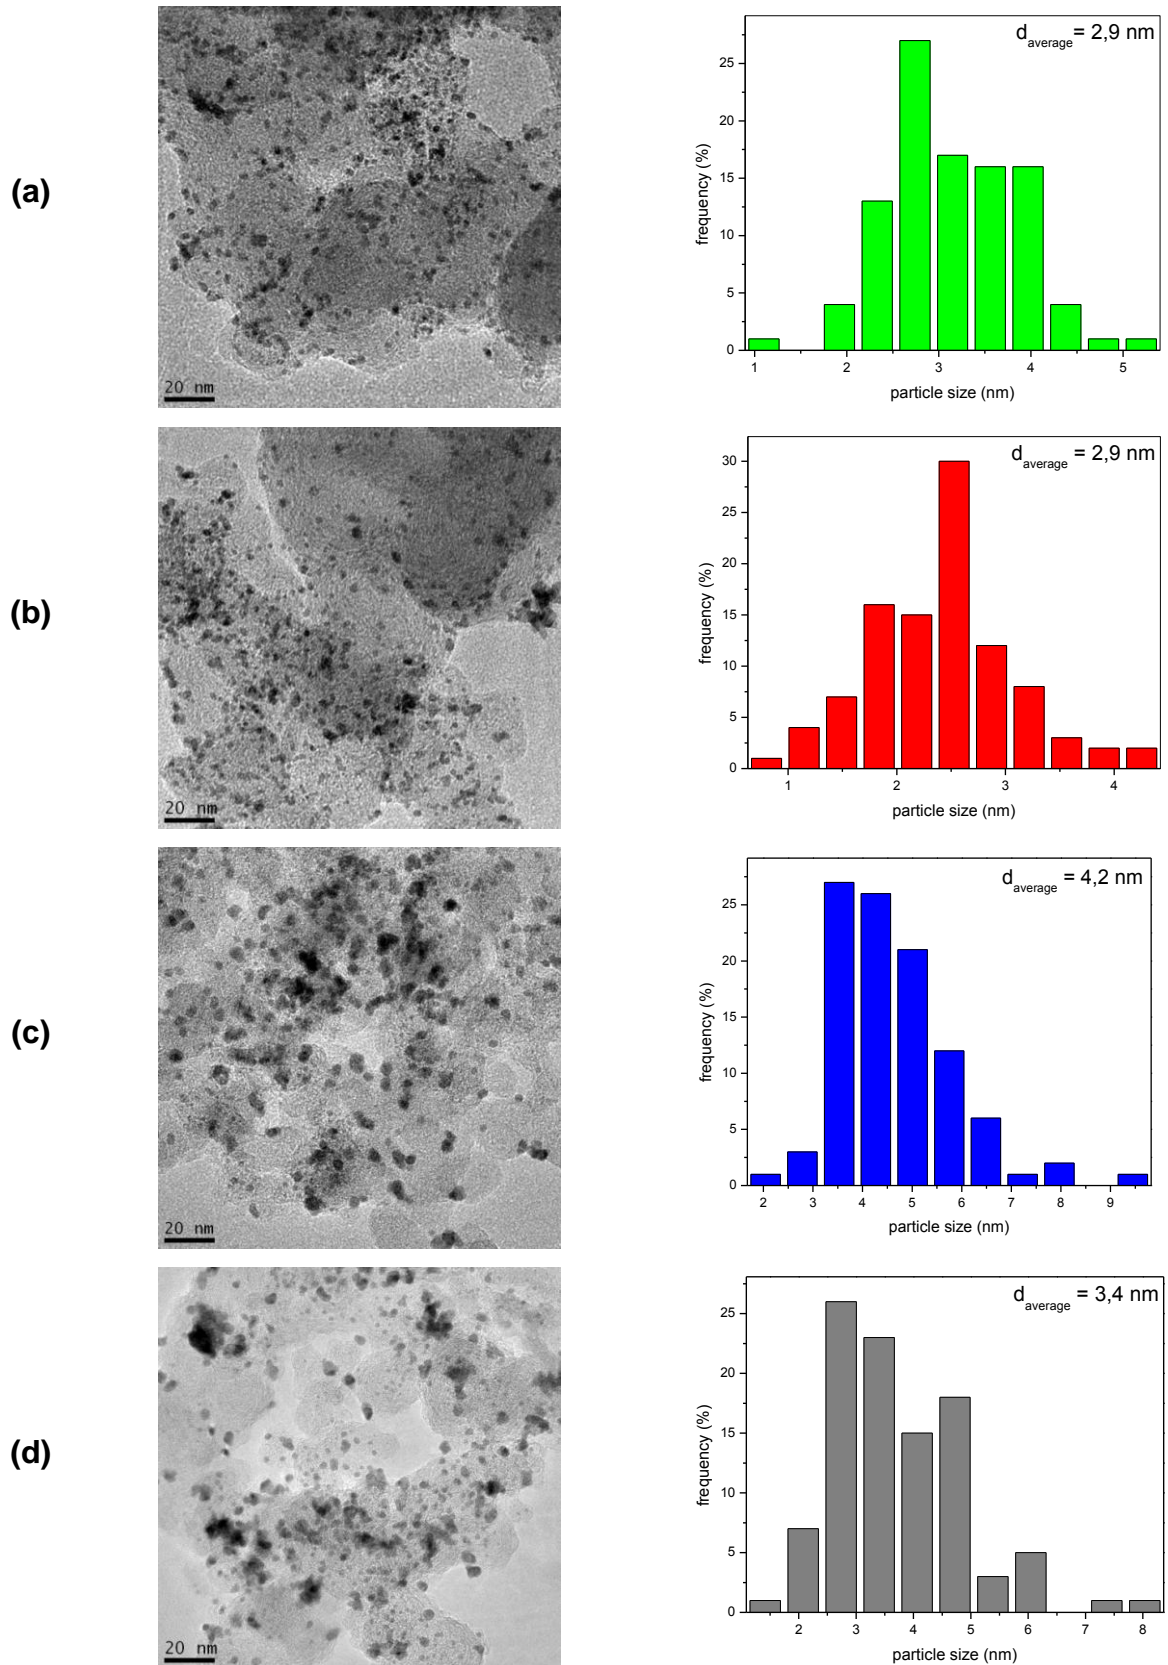 (a)
20 nm
d average = 2,9 nm
frequency (%)
25
20
15
10
5
0
1 2 3 4 5
particle size (nm)
(b)
20 nm
d average = 2,9 nm
frequency (%)
30
25
20
15
10
5
0
1 2 3 4
particle size (nm)
(c)
20 nm
d average = 4,2 nm
frequency (%)
25
20
15
10
5
0
2 3 4 5 6 7 8 9
particle size (nm)
(d)
20 nm
d average = 3,4 nm
frequency (%)
25
20
15
10
5
0
2 3 4 5 6 7 8
particle size (nm)